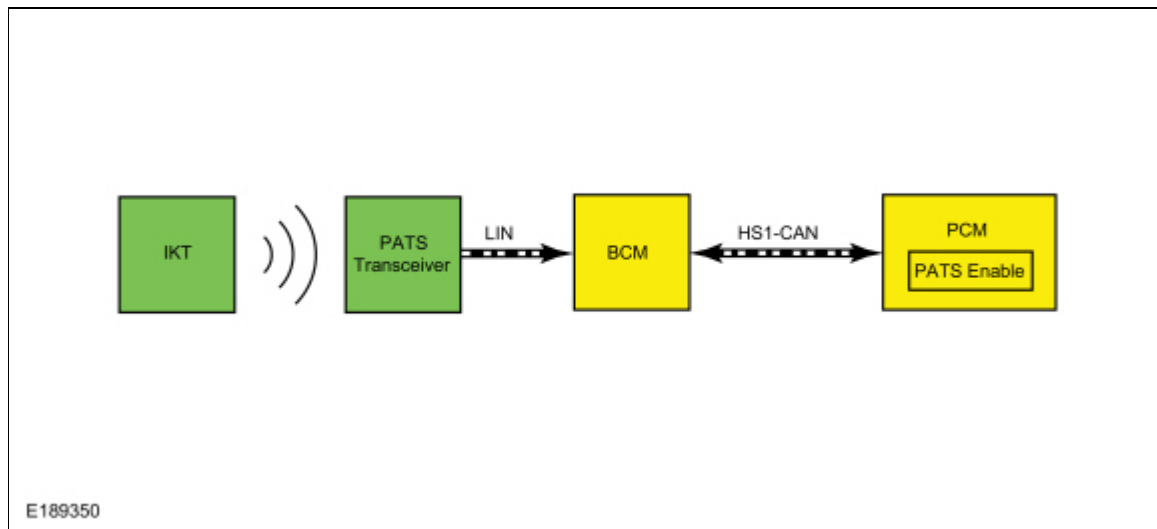 IKT
PATS
Transceiver
LIN
BCM
HS1-CAN
PCM
PATS Enable
E189350